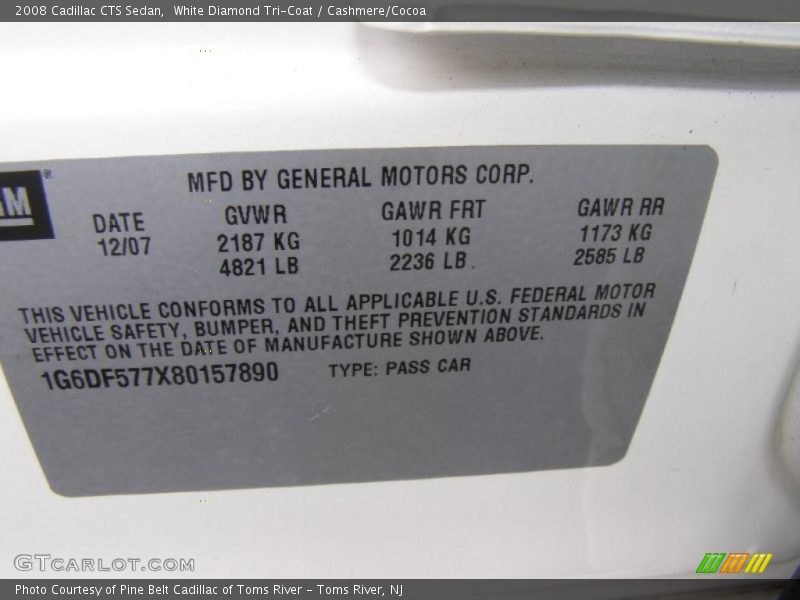 2008 Cadillac CTS Sedan,  White Diamond Tri-Coat / Cashmere/Cocoa
GM®
MFD BY GENERAL MOTORS CORP.
DATE GVWR GAWR FRT GAWR RR
12/07 2187 KG 1014 KG 1173 KG
4821 LB 2236 LB 2585 LB
THIS VEHICLE CONFORMS TO ALL APPLICABLE U.S. FEDERAL MOTOR
VEHICLE SAFETY, BUMPER, AND THEFT PREVENTION STANDARDS IN
EFFECT ON THE DATE OF MANUFACTURE SHOWN ABOVE.
1G6DF577X80157890 TYPE: PASS CAR
GTCARLOT.COM
Photo Courtesy of Pine Belt Cadillac of Toms River - Toms River, NJ